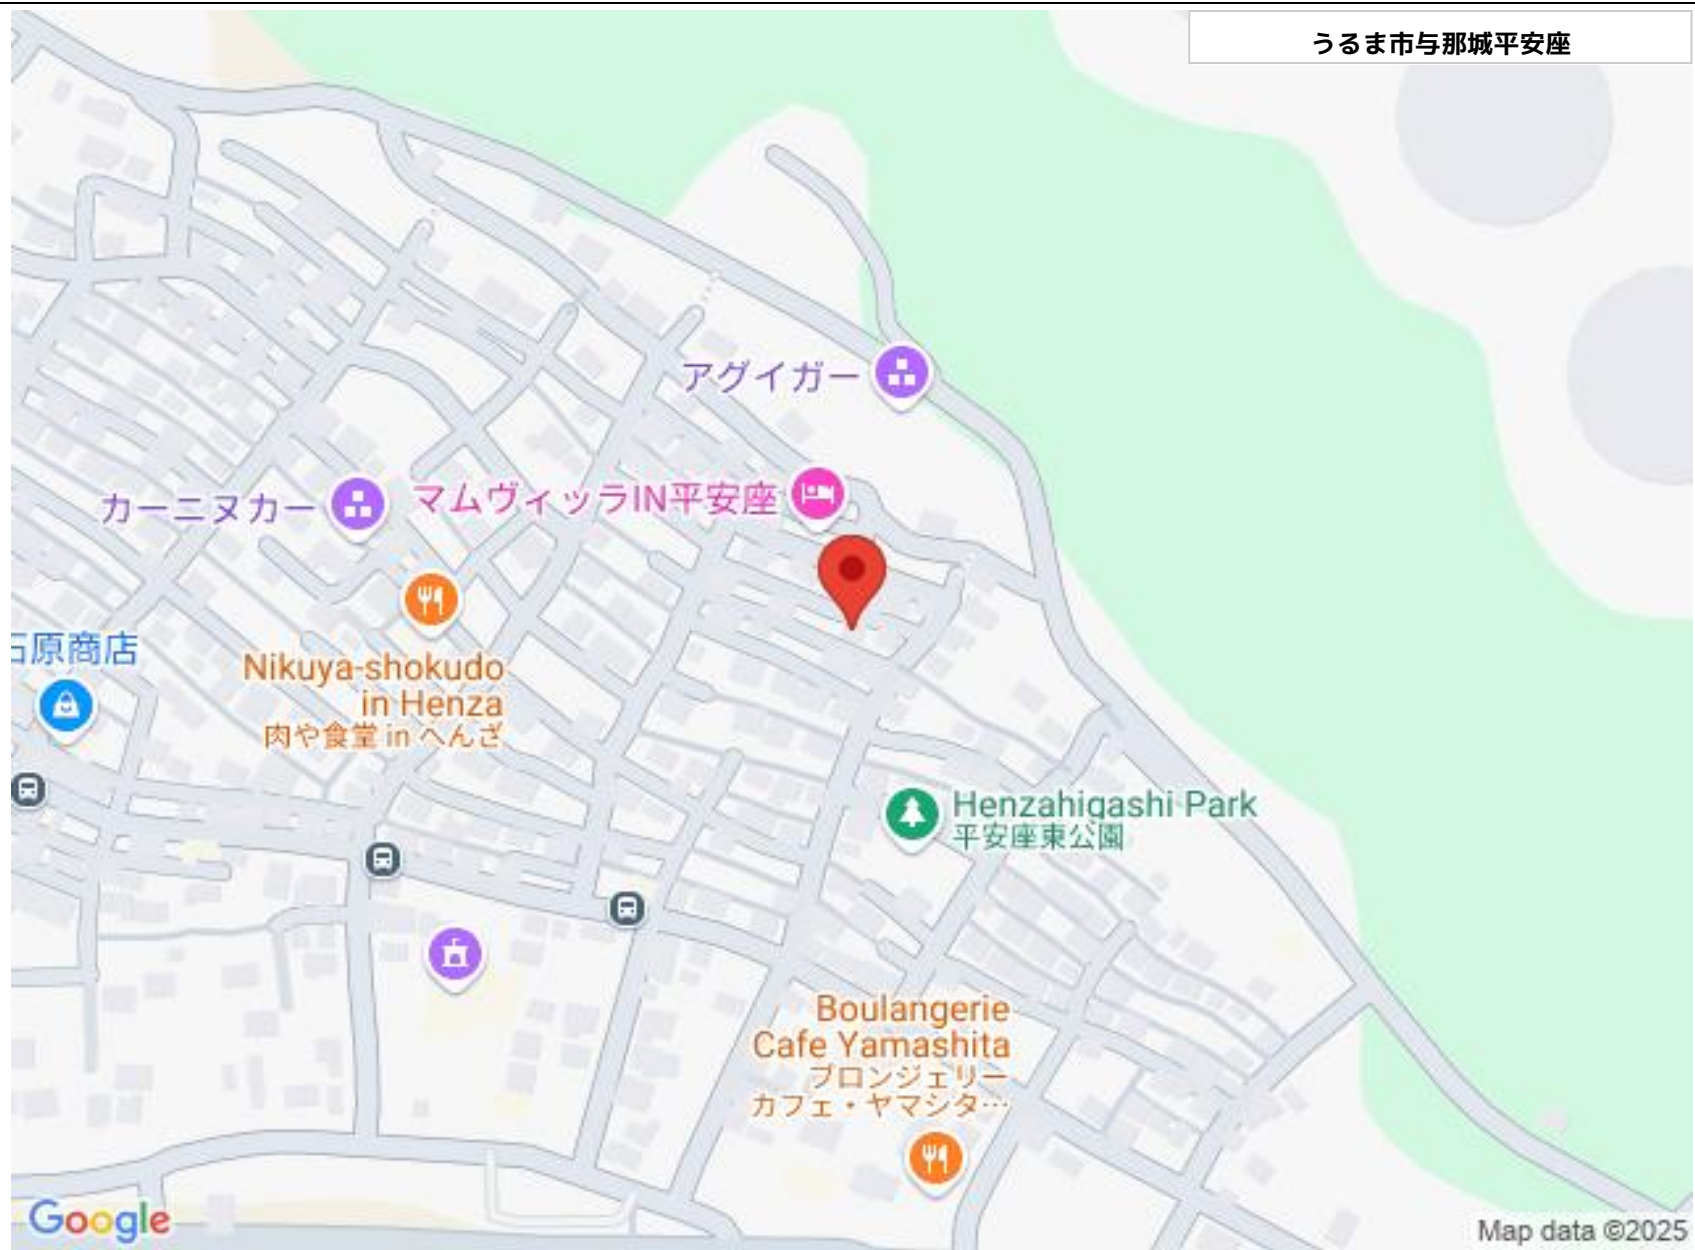 うるま市与那城平安座
アグイガー
マムヴィッラIN平安座
カーニヌカー
原商店
Nikuya-shokudo
in Henza
肉や食堂 in へんざ
Henzahigashi Park
平安座東公園
Boulangerie
Cafe Yamashita
ブロンジェリー
カフェ・ヤマシタ…
Google
Map data ©2025